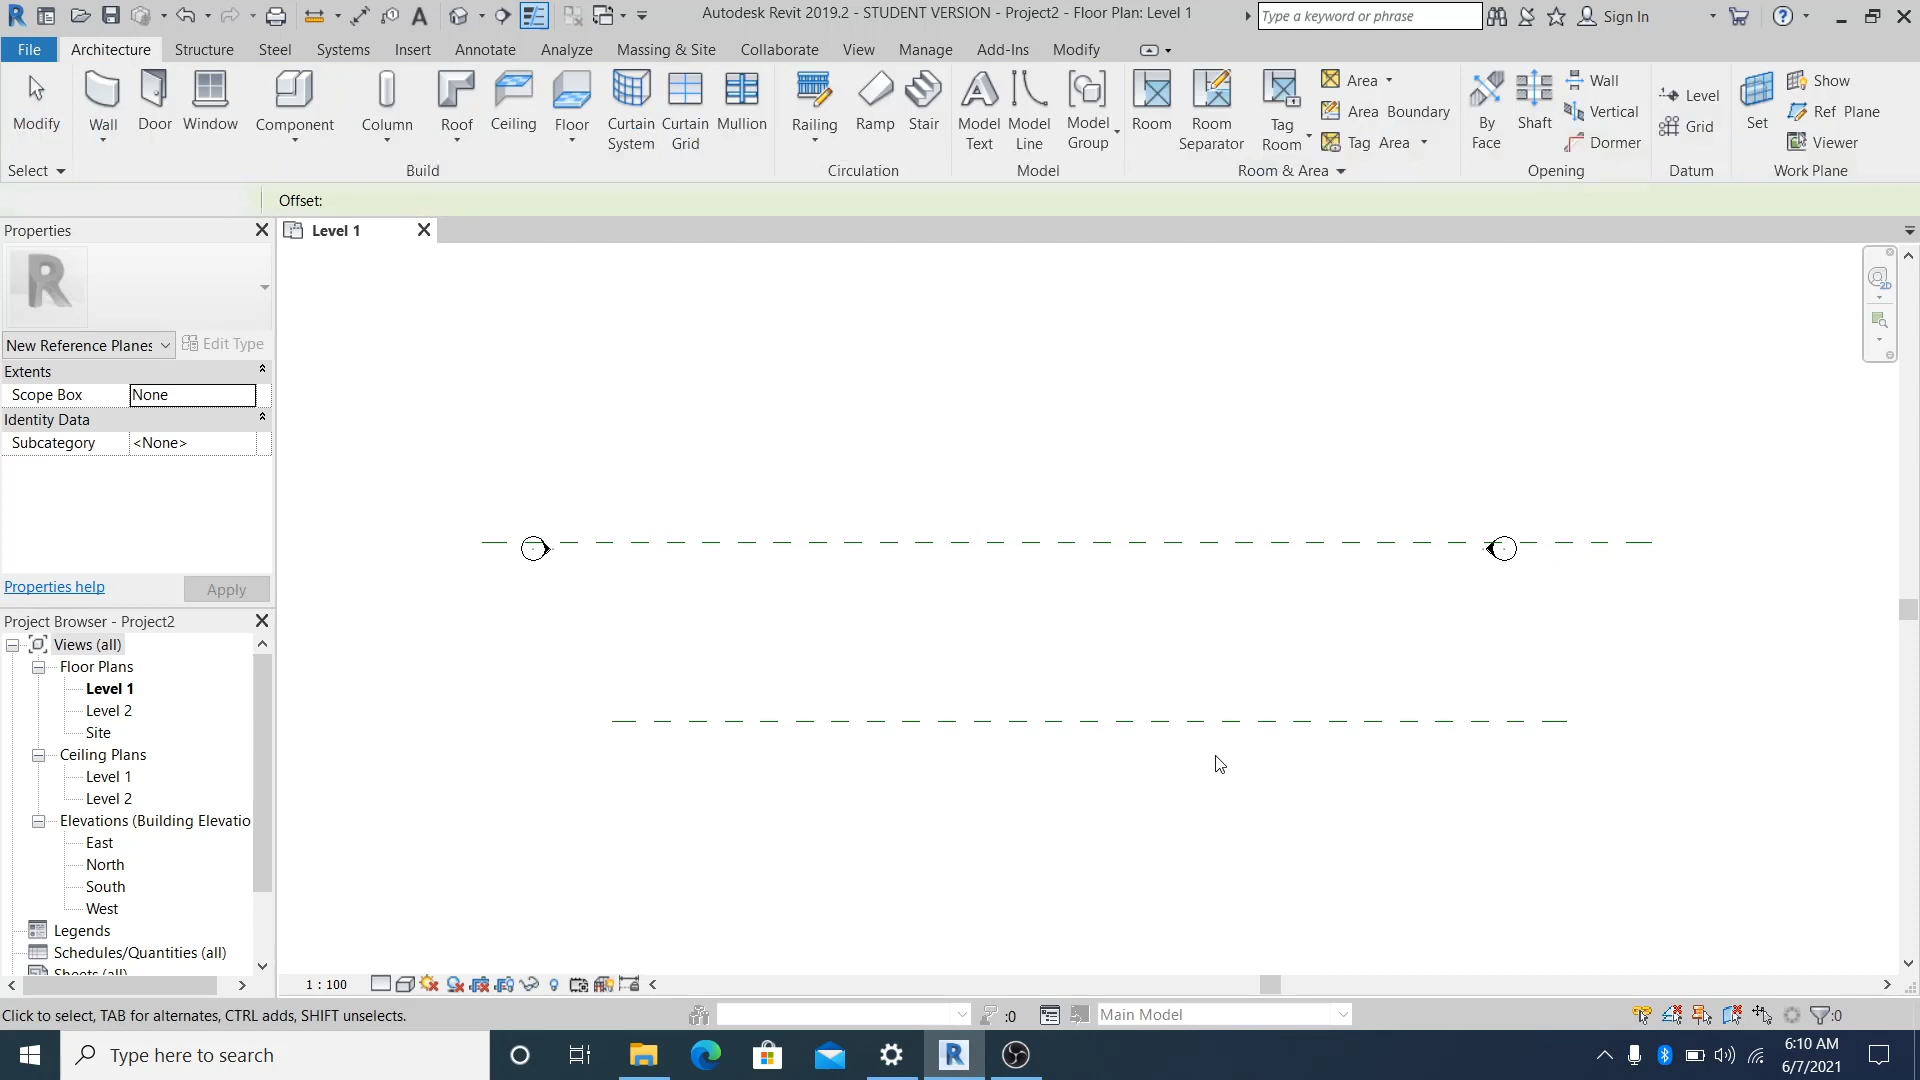 Autodesk Revit 2019.2 - STUDENT VERSION - Project2 - Floor Plan: Level 1
Type a keyword or phrase
Sign In
File Architecture Structure Steel Systems Insert Annotate Analyze Massing & Site Collaborate View Manage Add-Ins Modify
Modify Wall Door Window Component Column Roof Ceiling Floor Curtain System Curtain Grid Mullion Railing Ramp Stair Model Text Model Line Model Group Room Room Separator Tag Room Area Area Boundary Tag Area By Face Shaft Wall Vertical Dormer Level Grid Set Show Ref Plane Viewer
Select Build Circulation Model Room & Area Opening Datum Work Plane
Offset:
Properties
Level 1
R
New Reference Planes Edit Type
Extents
Scope Box None
Identity Data
Subcategory <None>
Properties help Apply
Project Browser - Project2
Views (all)
Floor Plans
Level 1
Level 2
Site
Ceiling Plans
Level 1
Level 2
Elevations (Building Elevatio
East
North
South
West
Legends
Schedules/Quantities (all)
Sheets (all)
2D
1 : 100
Click to select, TAB for alternates, CTRL adds, SHIFT unselects.
:0
Main Model
:0
Type here to search
6:10 AM
6/7/2021